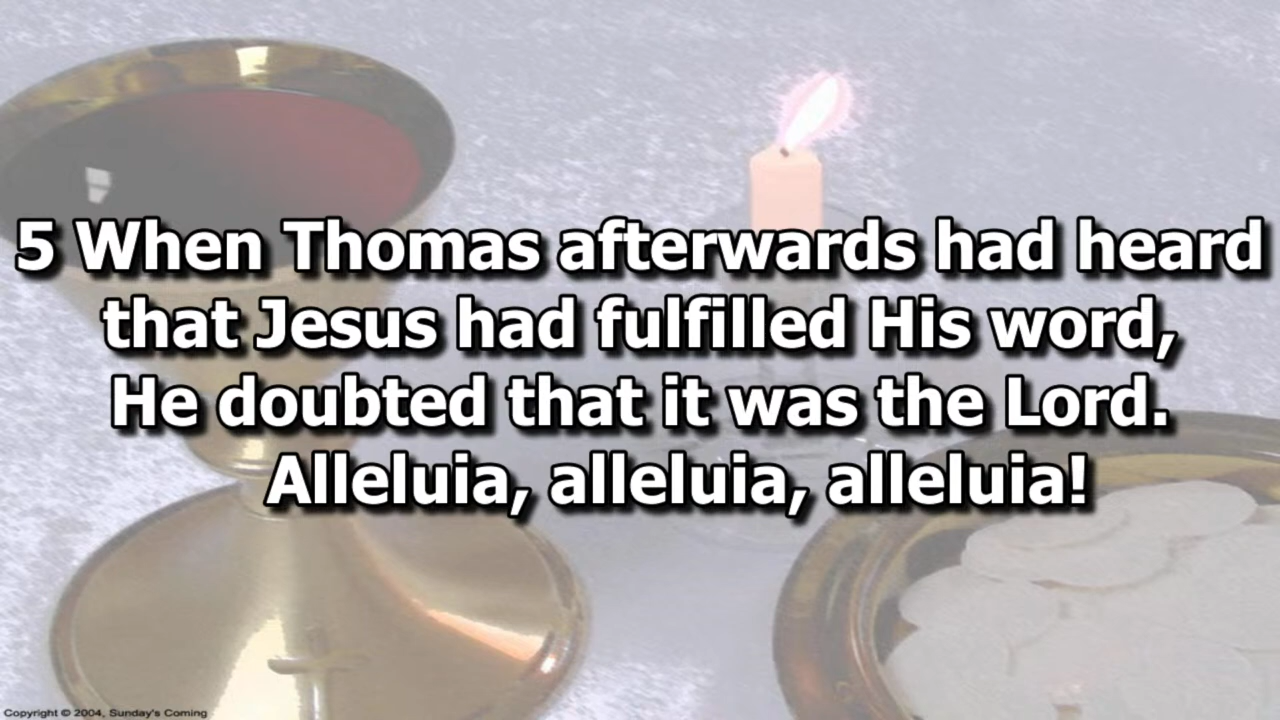 5 When Thomas afterwards had heard
that Jesus had fulfilled His word,
He doubted that it was the Lord.
Alleluia, alleluia, alleluia!
Copyright © 2004, Sunday's Coming